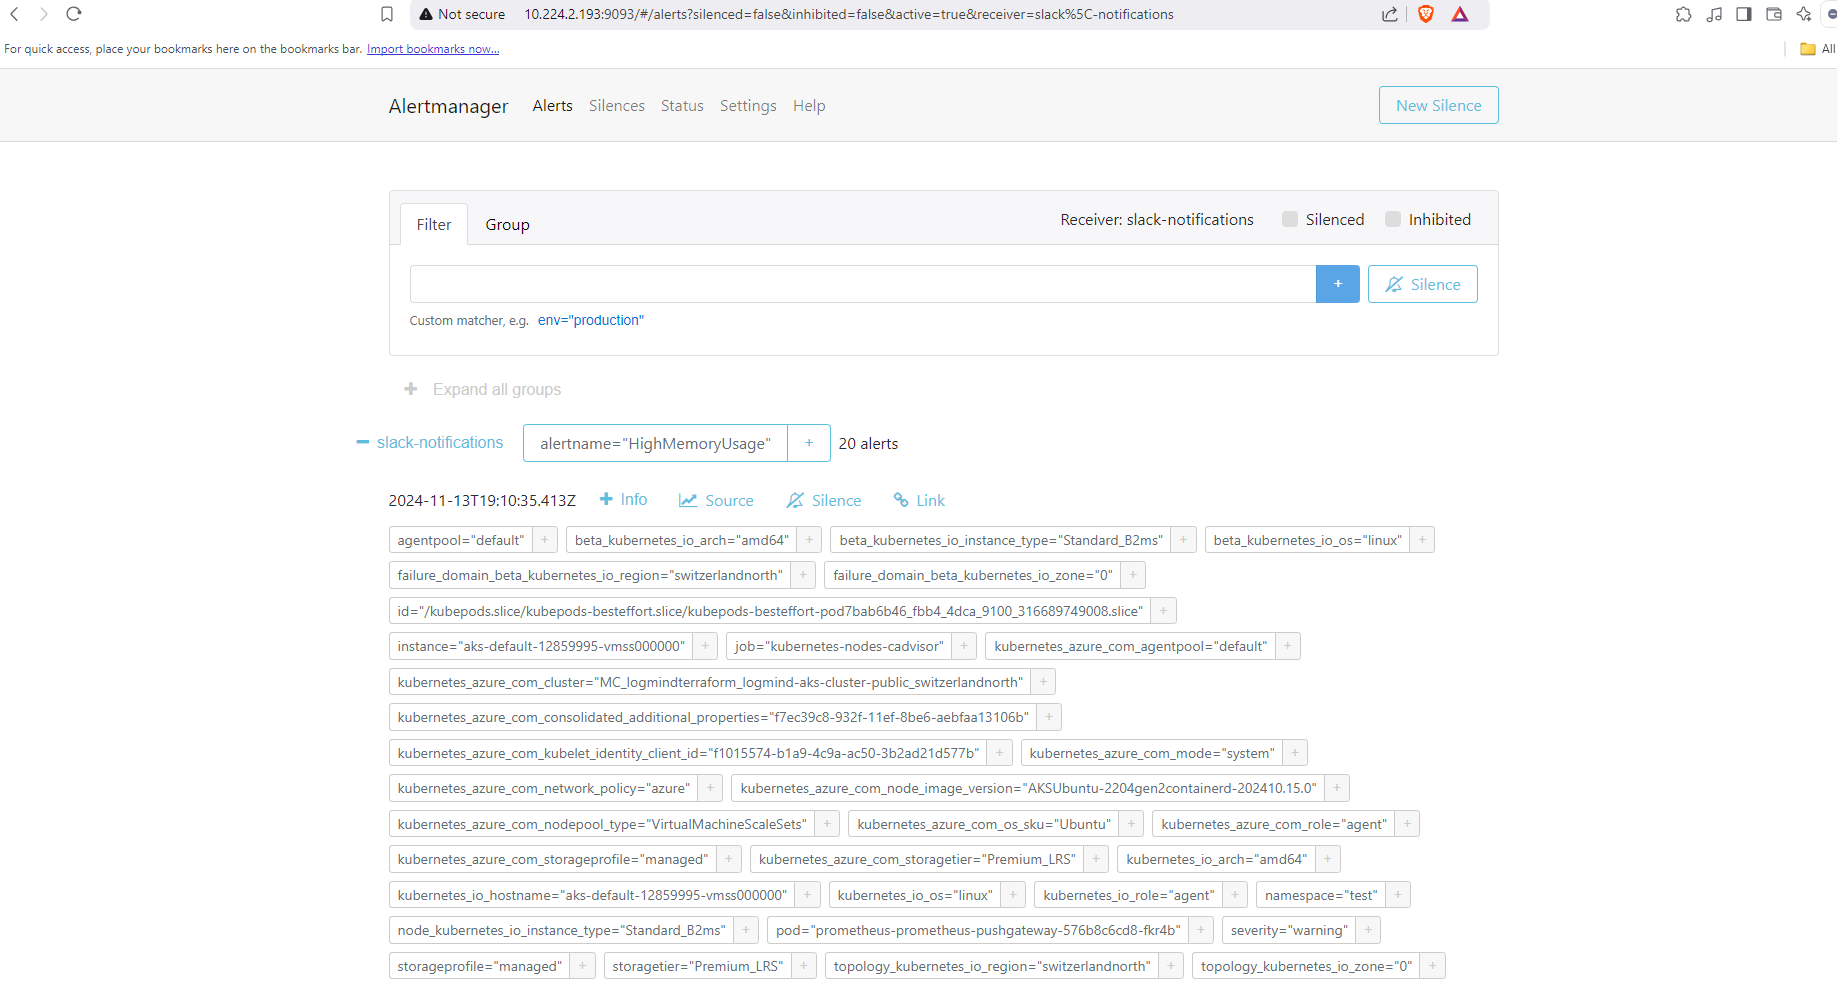 Not secure 10.224.2.193:9093/#/alerts?silenced=false&inhibited=false&active=true&receiver=slack%5C-notifications
For quick access, place your bookmarks here on the bookmarks bar. Import bookmarks now... All
Alertmanager Alerts Silences Status Settings Help New Silence
Filter Group Receiver: slack-notifications Silenced Inhibited
+ Silence
Custom matcher, e.g. env="production"
+ Expand all groups
− slack-notifications alertname="HighMemoryUsage" + 20 alerts
2024-11-13T19:10:35.413Z + Info Source Silence Link
agentpool="default" + beta_kubernetes_io_arch="amd64" + beta_kubernetes_io_instance_type="Standard_B2ms" + beta_kubernetes_io_os="linux" +
failure_domain_beta_kubernetes_io_region="switzerlandnorth" + failure_domain_beta_kubernetes_io_zone="0" +
id="/kubepods.slice/kubepods-besteffort.slice/kubepods-besteffort-pod7bab6b46_fbb4_4dca_9100_316689749008.slice" +
instance="aks-default-12859995-vmss000000" + job="kubernetes-nodes-cadvisor" + kubernetes_azure_com_agentpool="default" +
kubernetes_azure_com_cluster="MC_logmindterraform_logmind-aks-cluster-public_switzerlandnorth" +
kubernetes_azure_com_consolidated_additional_properties="f7ec39c8-932f-11ef-8be6-aebfaa13106b" +
kubernetes_azure_com_kubelet_identity_client_id="f1015574-b1a9-4c9a-ac50-3b2ad21d577b" + kubernetes_azure_com_mode="system" +
kubernetes_azure_com_network_policy="azure" + kubernetes_azure_com_node_image_version="AKSUbuntu-2204gen2containerd-202410.15.0" +
kubernetes_azure_com_nodepool_type="VirtualMachineScaleSets" + kubernetes_azure_com_os_sku="Ubuntu" + kubernetes_azure_com_role="agent" +
kubernetes_azure_com_storageprofile="managed" + kubernetes_azure_com_storagetier="Premium_LRS" + kubernetes_io_arch="amd64" +
kubernetes_io_hostname="aks-default-12859995-vmss000000" + kubernetes_io_os="linux" + kubernetes_io_role="agent" + namespace="test" +
node_kubernetes_io_instance_type="Standard_B2ms" + pod="prometheus-prometheus-pushgateway-576b8c6cd8-fkr4b" + severity="warning" +
storageprofile="managed" + storagetier="Premium_LRS" + topology_kubernetes_io_region="switzerlandnorth" + topology_kubernetes_io_zone="0" +